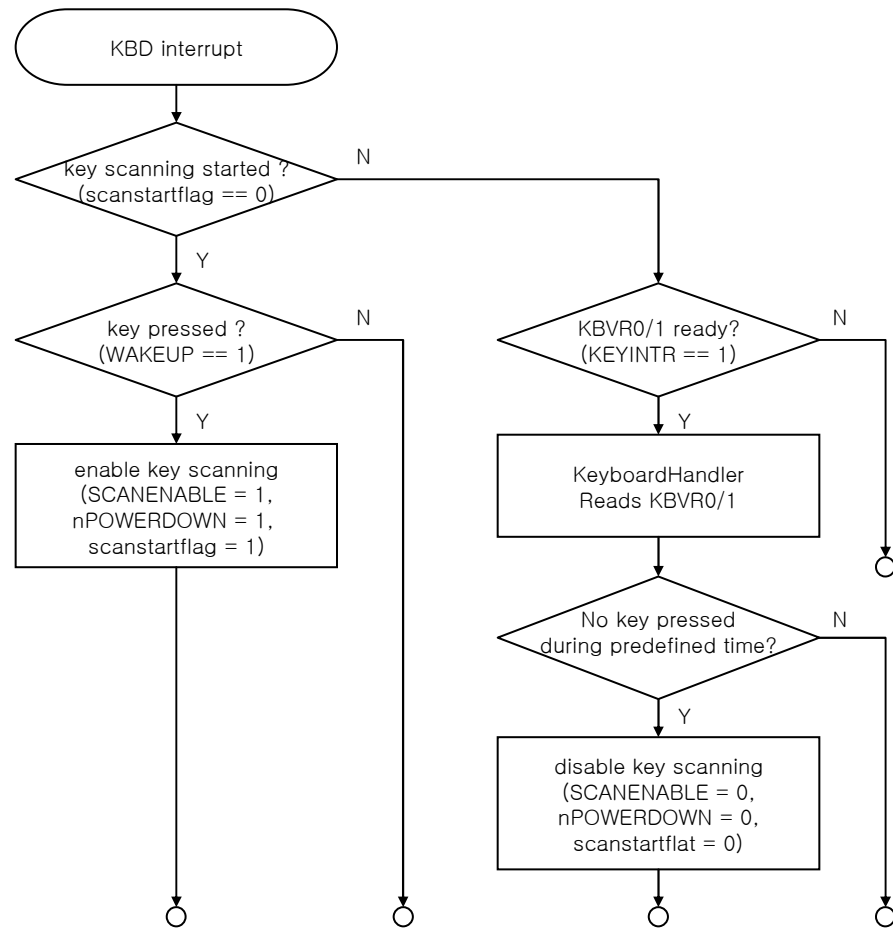 KBD interrupt
key scanning started ?
(scanstartflag == 0)
N
Y
key pressed ?
(WAKEUP == 1)
N
KBVR0/1 ready?
(KEYINTR == 1)
N
Y
Y
enable key scanning
(SCANENABLE = 1,
nPOWERDOWN = 1,
scanstartflag = 1)
KeyboardHandler
Reads KBVR0/1
No key pressed
during predefined time?
N
Y
disable key scanning
(SCANENABLE = 0,
nPOWERDOWN = 0,
scanstartflat = 0)